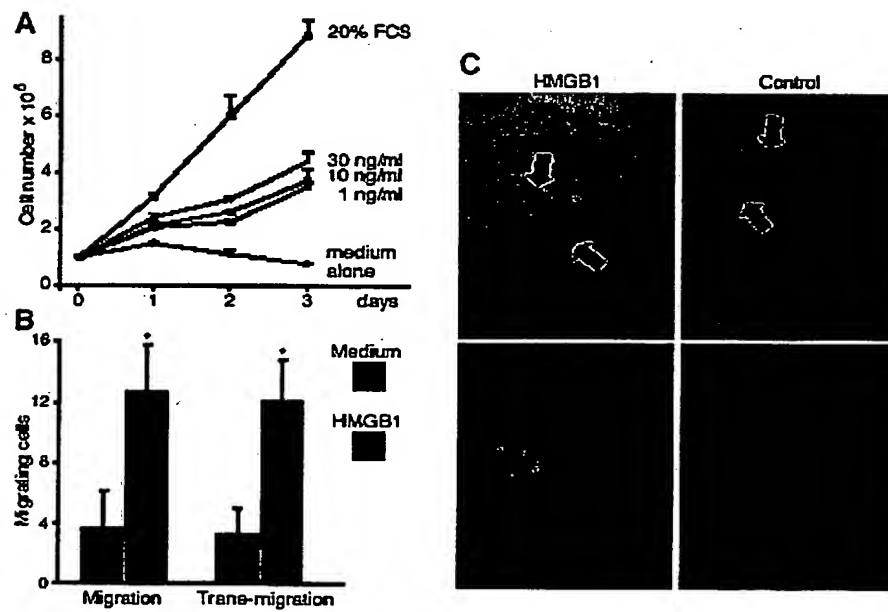 A
Cell number x 10⁵
8
6
4
2
0
0 1 2 3 days
20% FCS
30 ng/ml
10 ng/ml
1 ng/ml
medium
alone
B
Migrating cells
16
12
8
4
0
Migration Trans-migration
Medium
HMGB1
C
HMGB1 Control